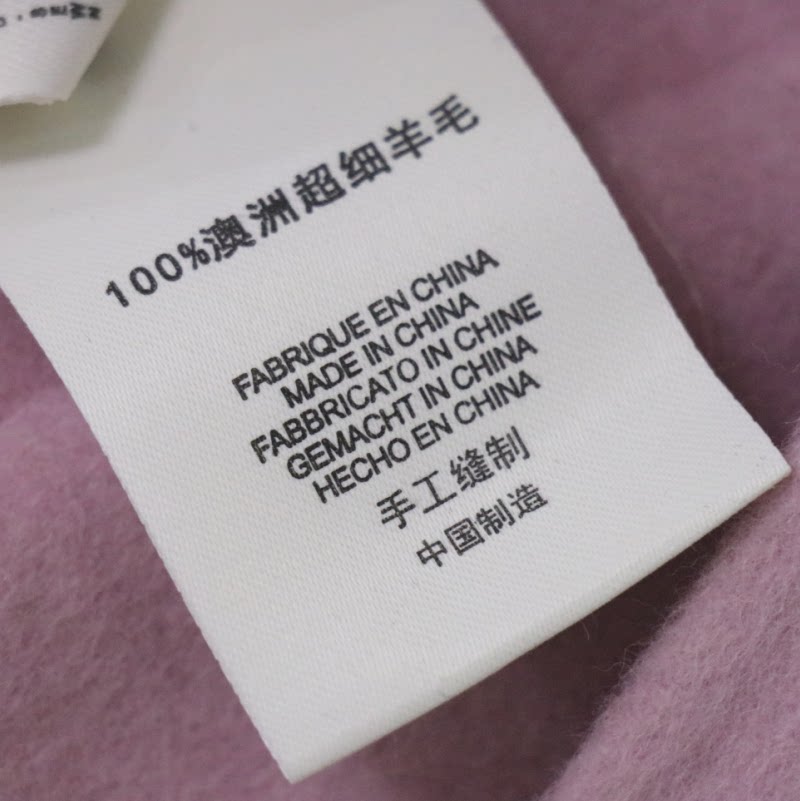 100%澳洲超细羊毛
FABRIQUE EN CHINA
MADE IN CHINA
FABBRICATO IN CHINE
GEMACHT IN CHINA
HECHO EN CHINA
手工缝制
中国制造